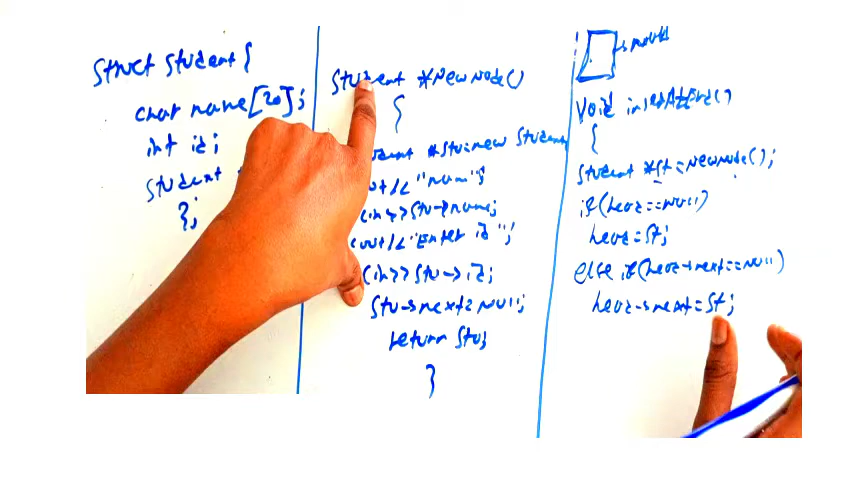 struct student {
char name[20];
int id;
student
};
student *NewNode()
{
student *stu=new student
cout<<"nam";
cin>>stu->name;
cout<<"Enter id";
cin>>stu->id;
stu->next=NULL;
return stu;
}
->NULL
void insertAtEnd()
{
student *st=NewNode();
if(head==NULL)
head=st;
else if(head->next==NULL)
head->next=st;